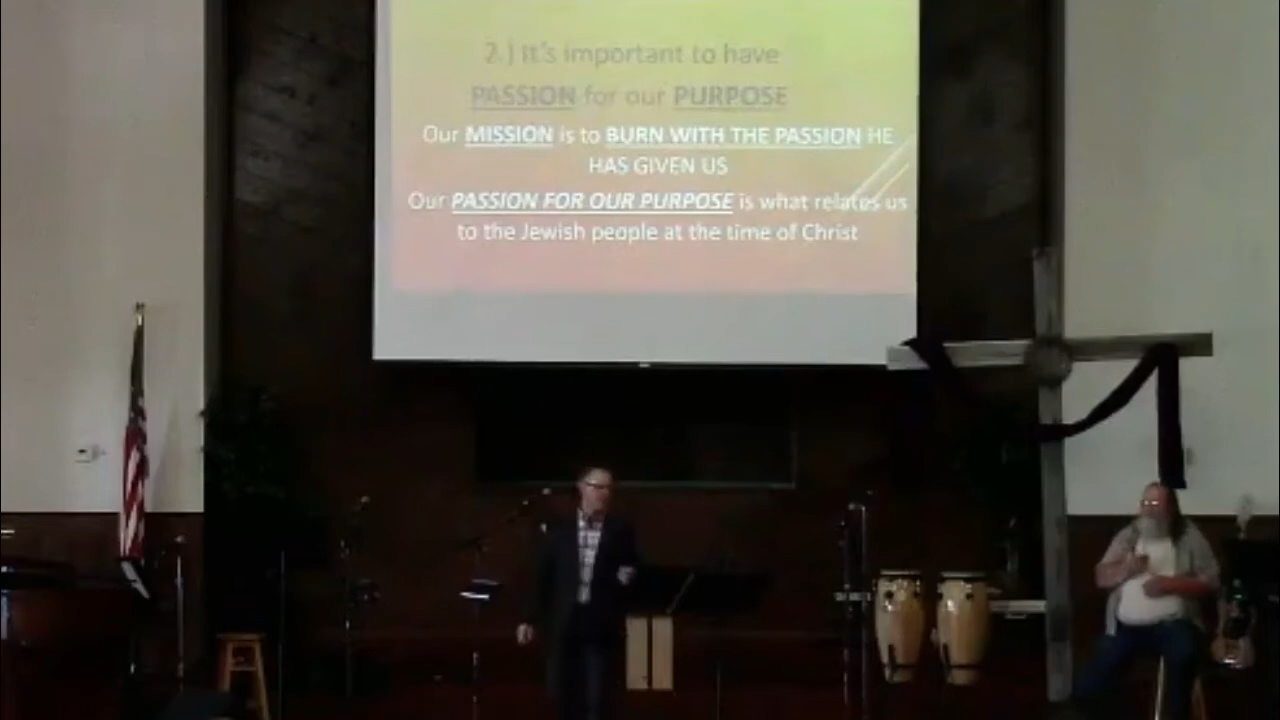 2.) It's important to have
PASSION for our PURPOSE
Our MISSION is to BURN WITH THE PASSION HE
HAS GIVEN US
Our PASSION FOR OUR PURPOSE is what relates us
to the Jewish people at the time of Christ